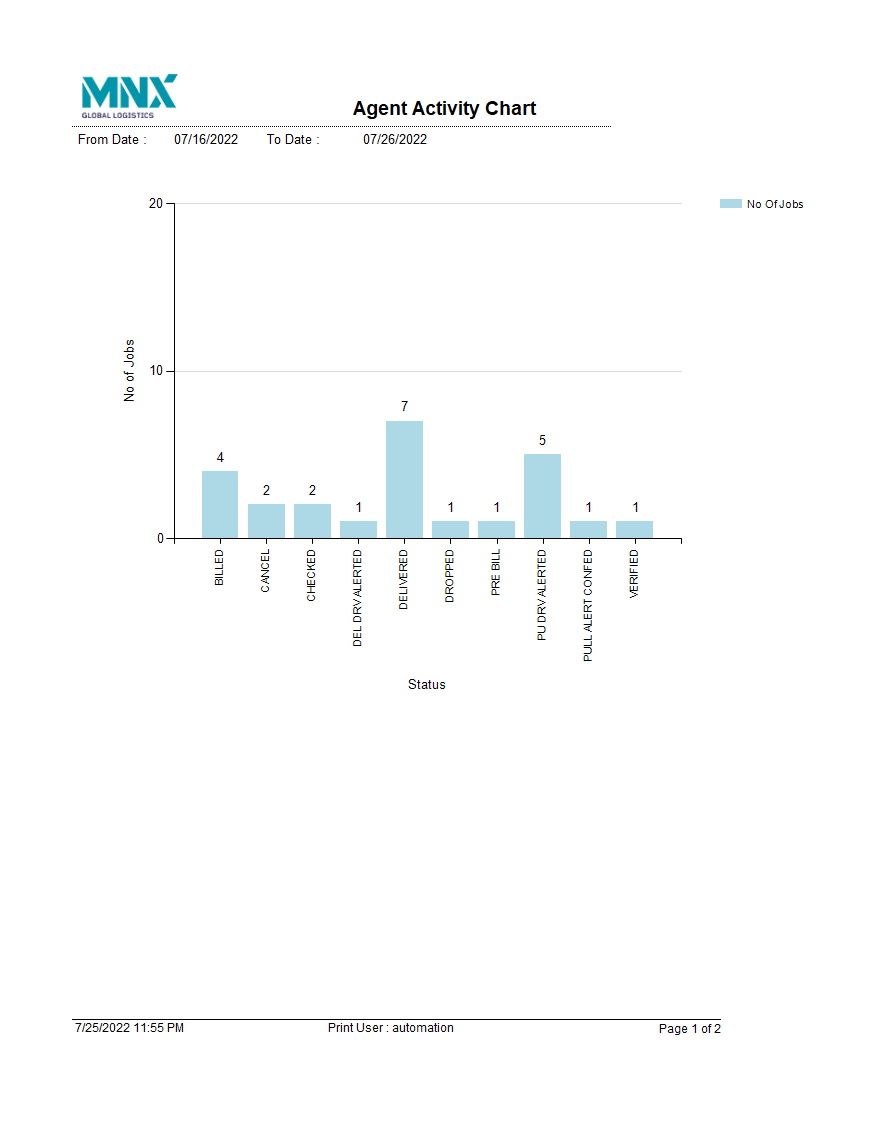 MNX
GLOBAL LOGISTICS
Agent Activity Chart
From Date : 07/16/2022 To Date : 07/26/2022
20
No Of Jobs
No of Jobs
10
7
5
4
2 2
1 1 1 1 1
0
BILLED
CANCEL
CHECKED
DEL DRV ALERTED
DELIVERED
DROPPED
PRE BILL
PU DRV ALERTED
PULL ALERT CONFED
VERIFIED
Status
7/25/2022 11:55 PM Print User : automation Page 1 of 2